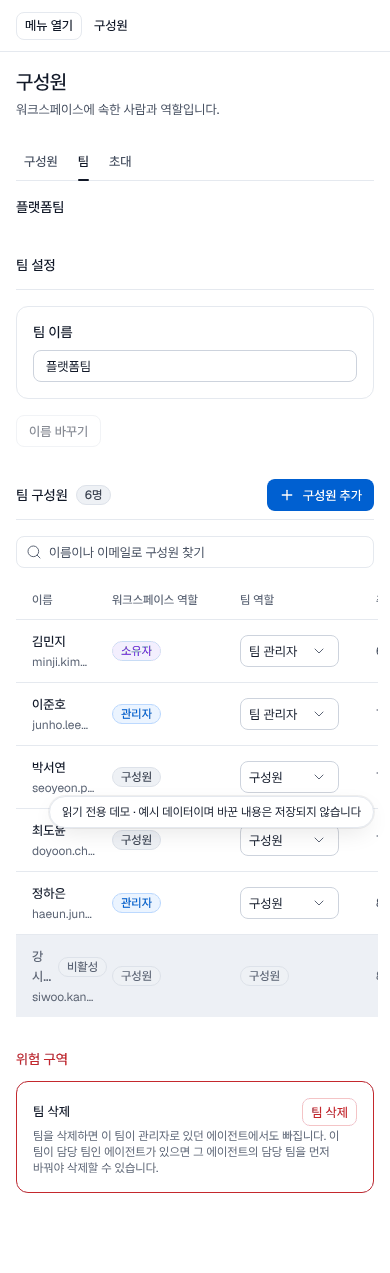 메뉴 열기 구성원
구성원
워크스페이스에 속한 사람과 역할입니다.
구성원 팀 초대
플랫폼팀
팀 설정
팀 이름
플랫폼팀
이름 바꾸기
팀 구성원 6명 구성원 추가
이름이나 이메일로 구성원 찾기
이름 워크스페이스 역할 팀 역할
김민지 소유자 팀 관리자
minji.kim...
이준호 관리자 팀 관리자
junho.lee...
박서연 구성원 구성원
seoyeon.p...
읽기 전용 데모 · 예시 데이터이며 바꾼 내용은 저장되지 않습니다
최도윤 구성원 구성원
doyoon.ch...
정하은 관리자 구성원
haeun.jun...
강시... 비활성 구성원 구성원
siwoo.kan...
위험 구역
팀 삭제 팀 삭제
팀을 삭제하면 이 팀이 관리자로 있던 에이전트에서도 빠집니다. 이
팀이 담당 팀인 에이전트가 있으면 그 에이전트의 담당 팀을 먼저
바꿔야 삭제할 수 있습니다.